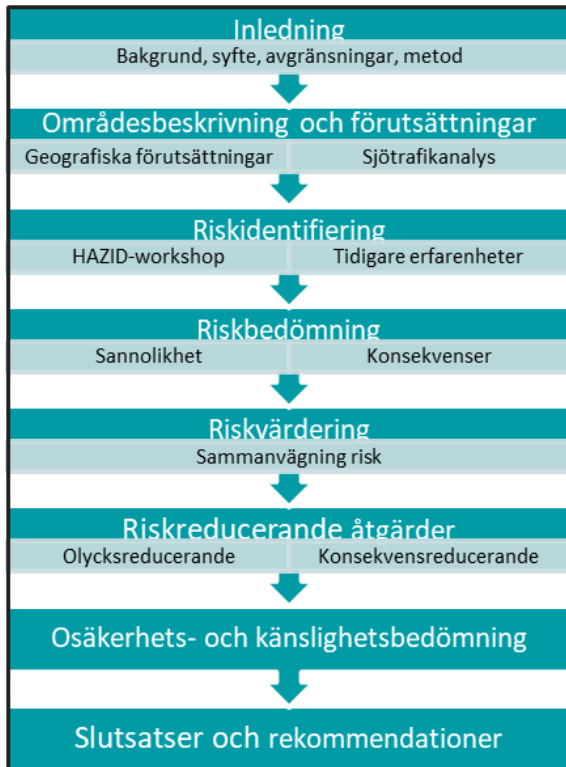 Inledning
Bakgrund, syfte, avgränsningar, metod
Områdesbeskrivning och förutsättningar
Geografiska förutsättningar Sjötrafikanalys
Riskidentifiering
HAZID-workshop Tidigare erfarenheter
Riskbedömning
Sannolikhet Konsekvenser
Riskvärdering
Sammanvägning risk
Riskreducerande åtgärder
Olycksreducerande Konsekvensreducerande
Osäkerhets- och känslighetsbedömning
Slutsatser och rekommendationer